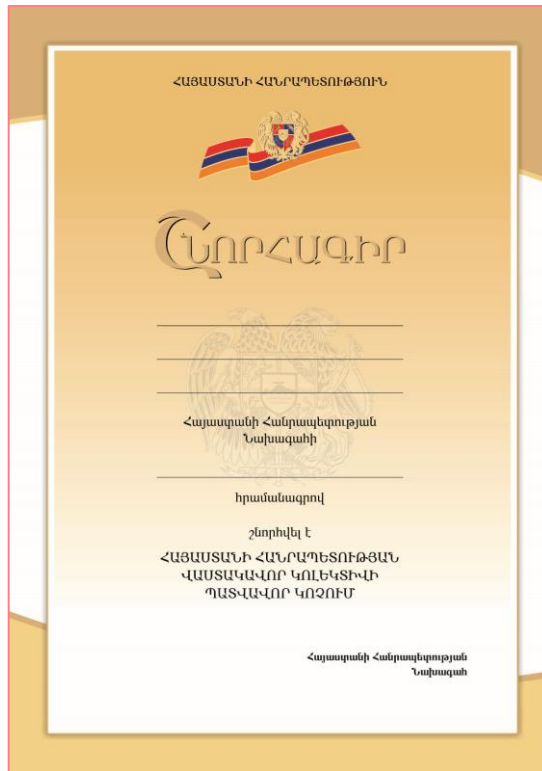 ՀԱՅԱՍՏԱՆԻ ՀԱՆՐԱՊԵՏՈՒԹՅՈՒՆ
ՇՆՈՐՀԱԳԻՐ
Հայաստանի Հանրապետության
Նախագահի
հրամանագրով
շնորհվել է
ՀԱՅԱՍՏԱՆԻ ՀԱՆՐԱՊԵՏՈՒԹՅԱՆ
ՎԱՍՏԱԿԱՎՈՐ ԿՈԼԵԿՏԻՎԻ
ՊԱՏՎԱՎՈՐ ԿՈՉՈՒՄ
Հայաստանի Հանրապետության
Նախագահ